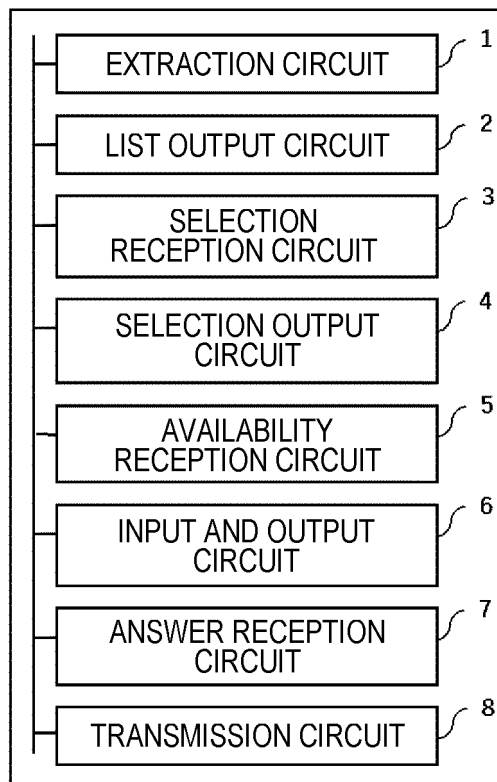 EXTRACTION CIRCUIT 1
LIST OUTPUT CIRCUIT 2
SELECTION 3
RECEPTION CIRCUIT
SELECTION OUTPUT 4
CIRCUIT
AVAILABILITY 5
RECEPTION CIRCUIT
INPUT AND OUTPUT 6
CIRCUIT
ANSWER RECEPTION 7
CIRCUIT
TRANSMISSION CIRCUIT 8